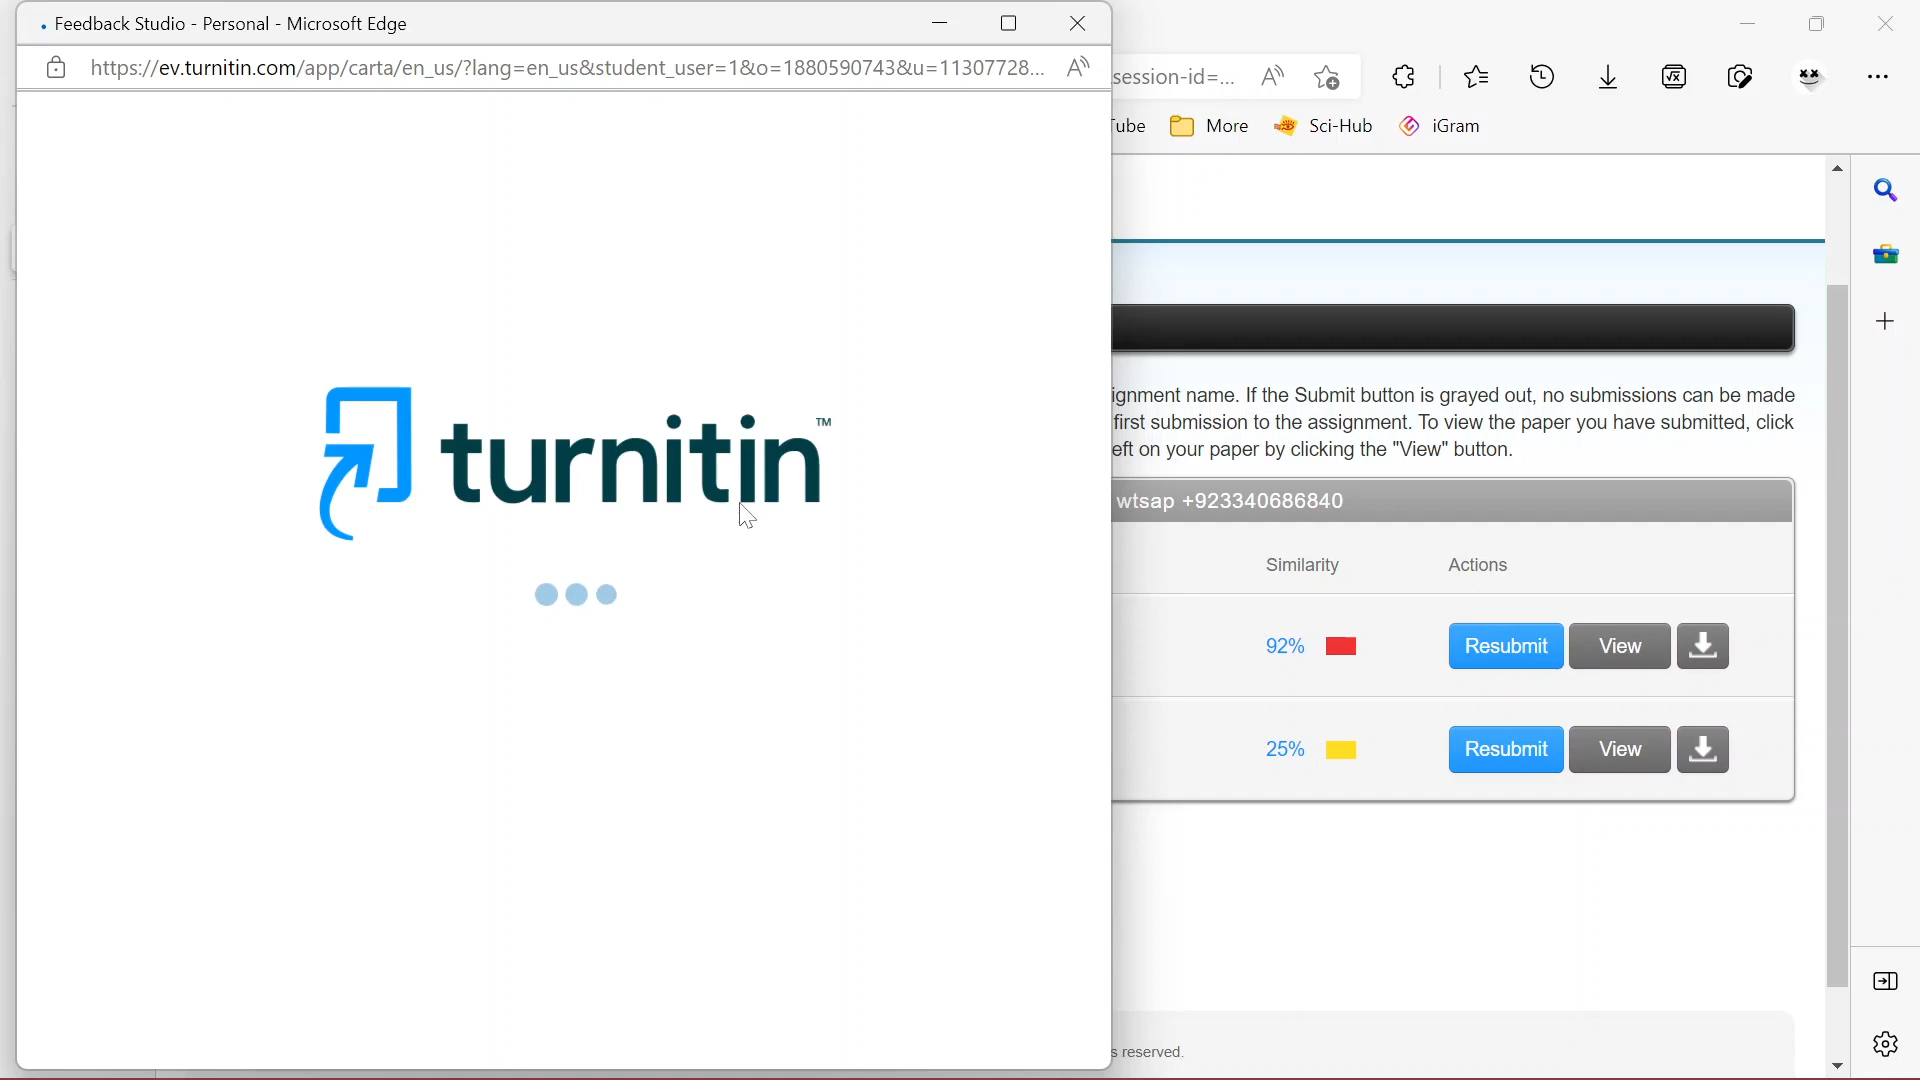 Feedback Studio - Personal - Microsoft Edge
https://ev.turnitin.com/app/carta/en_us/?lang=en_us&student_user=1&o=1880590743&u=11307728...
session-id=...
Tube
More
Sci-Hub
iGram
turnitin™
ignment name. If the Submit button is grayed out, no submissions can be made
first submission to the assignment. To view the paper you have submitted, click
eft on your paper by clicking the "View" button.
wtsap +923340686840
Similarity
Actions
92%
Resubmit
View
25%
Resubmit
View
s reserved.